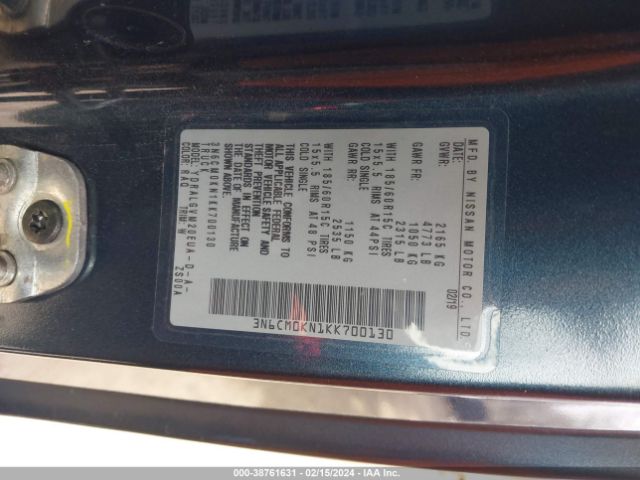 MFD. BY NISSAN MOTOR CO., LTD.
02/19
GVWR: 2165 KG
4773 LB
GAWR FR: 1050 KG
2315 LB
WITH 185/60R15C TIRES
15x5.5 RIMS AT 44PSI
COLD SINGLE
GAWR RR: 1150 KG
2535 LB
WITH 185/60R15C TIRES
15x5.5 RIMS AT 48 PSI
COLD SINGLE
THIS VEHICLE CONFORMS TO
ALL APPLICABLE FEDERAL
MOTOR VEHICLE SAFETY AND
THEFT PREVENTION
STANDARDS IN EFFECT ON
THE DATE OF MANUFACTURE
SHOWN ABOVE.
3N6CM0KN1KK700130
TRUCK
COLOR: RAQ TRIM: W
3N6CM0KN1KK700130
000-38761631 - 02/15/2024 - IAA Inc.